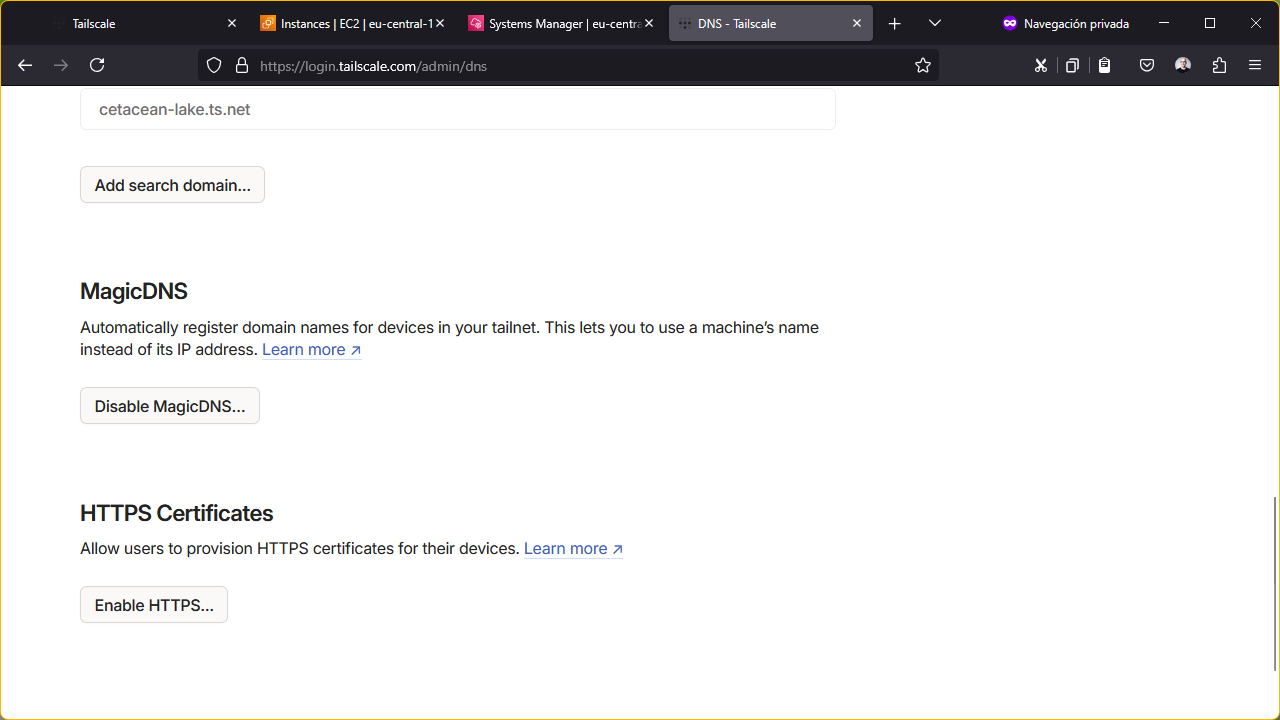 Tailscale
Instances | EC2 | eu-central-1
Systems Manager | eu-centra
DNS - Tailscale
Navegación privada
https://login.tailscale.com/admin/dns
cetacean-lake.ts.net
Add search domain...
MagicDNS
Automatically register domain names for devices in your tailnet. This lets you to use a machine’s name
instead of its IP address. Learn more ↗
Disable MagicDNS...
HTTPS Certificates
Allow users to provision HTTPS certificates for their devices. Learn more ↗
Enable HTTPS...